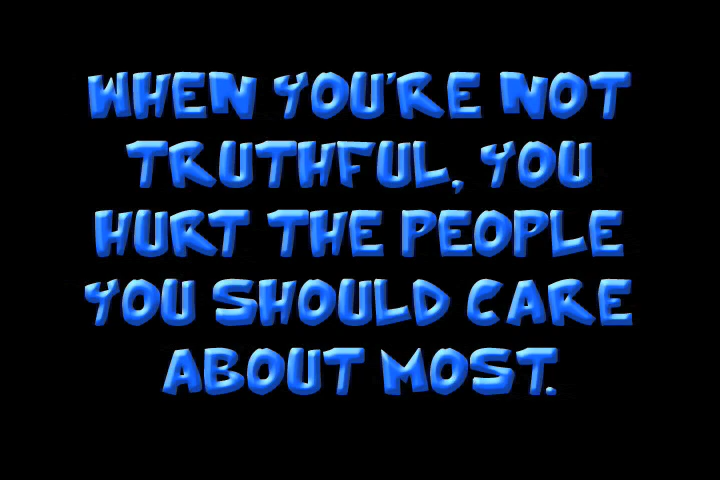 WHEN YOU'RE NOT
TRUTHFUL, YOU
HURT THE PEOPLE
YOU SHOULD CARE
ABOUT MOST.